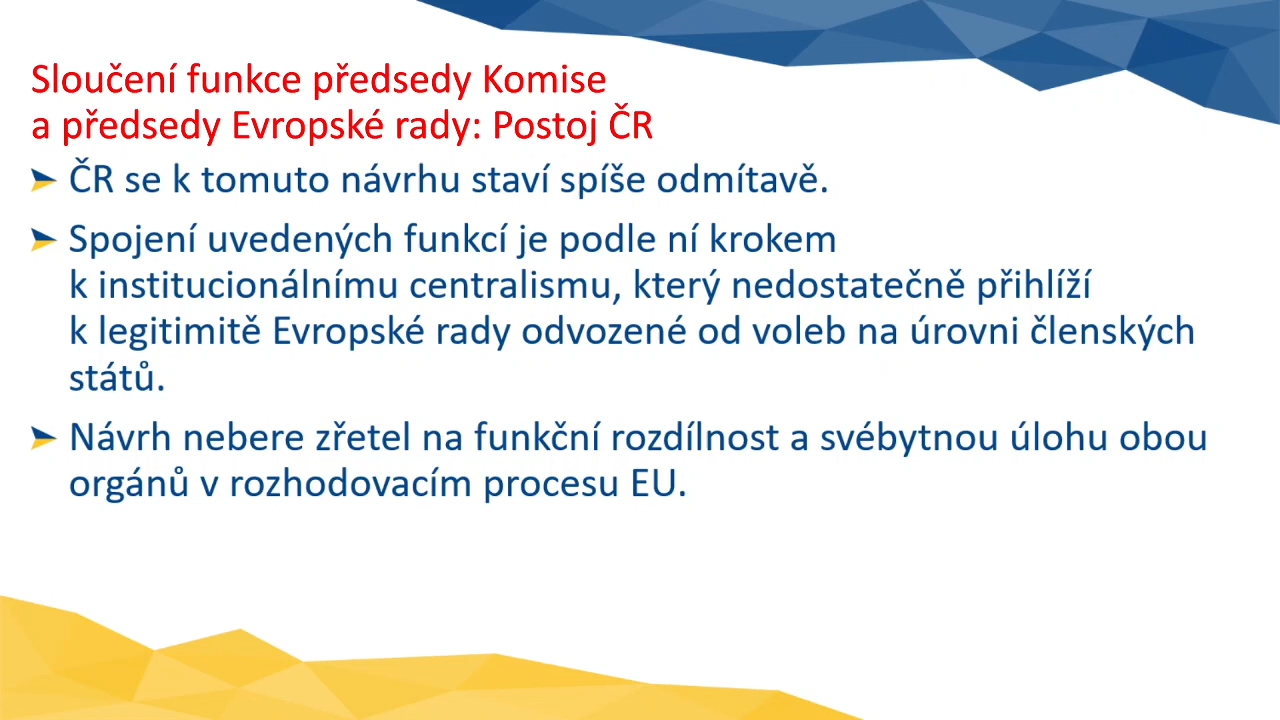 Sloučení funkce předsedy Komise
a předsedy Evropské rady: Postoj ČR
ČR se k tomuto návrhu staví spíše odmítavě.
Spojení uvedených funkcí je podle ní krokem
k institucionálnímu centralismu, který nedostatečně přihlíží
k legitimitě Evropské rady odvozené od voleb na úrovni členských
států.
Návrh nebere zřetel na funkční rozdílnost a svébytnou úlohu obou
orgánů v rozhodovacím procesu EU.